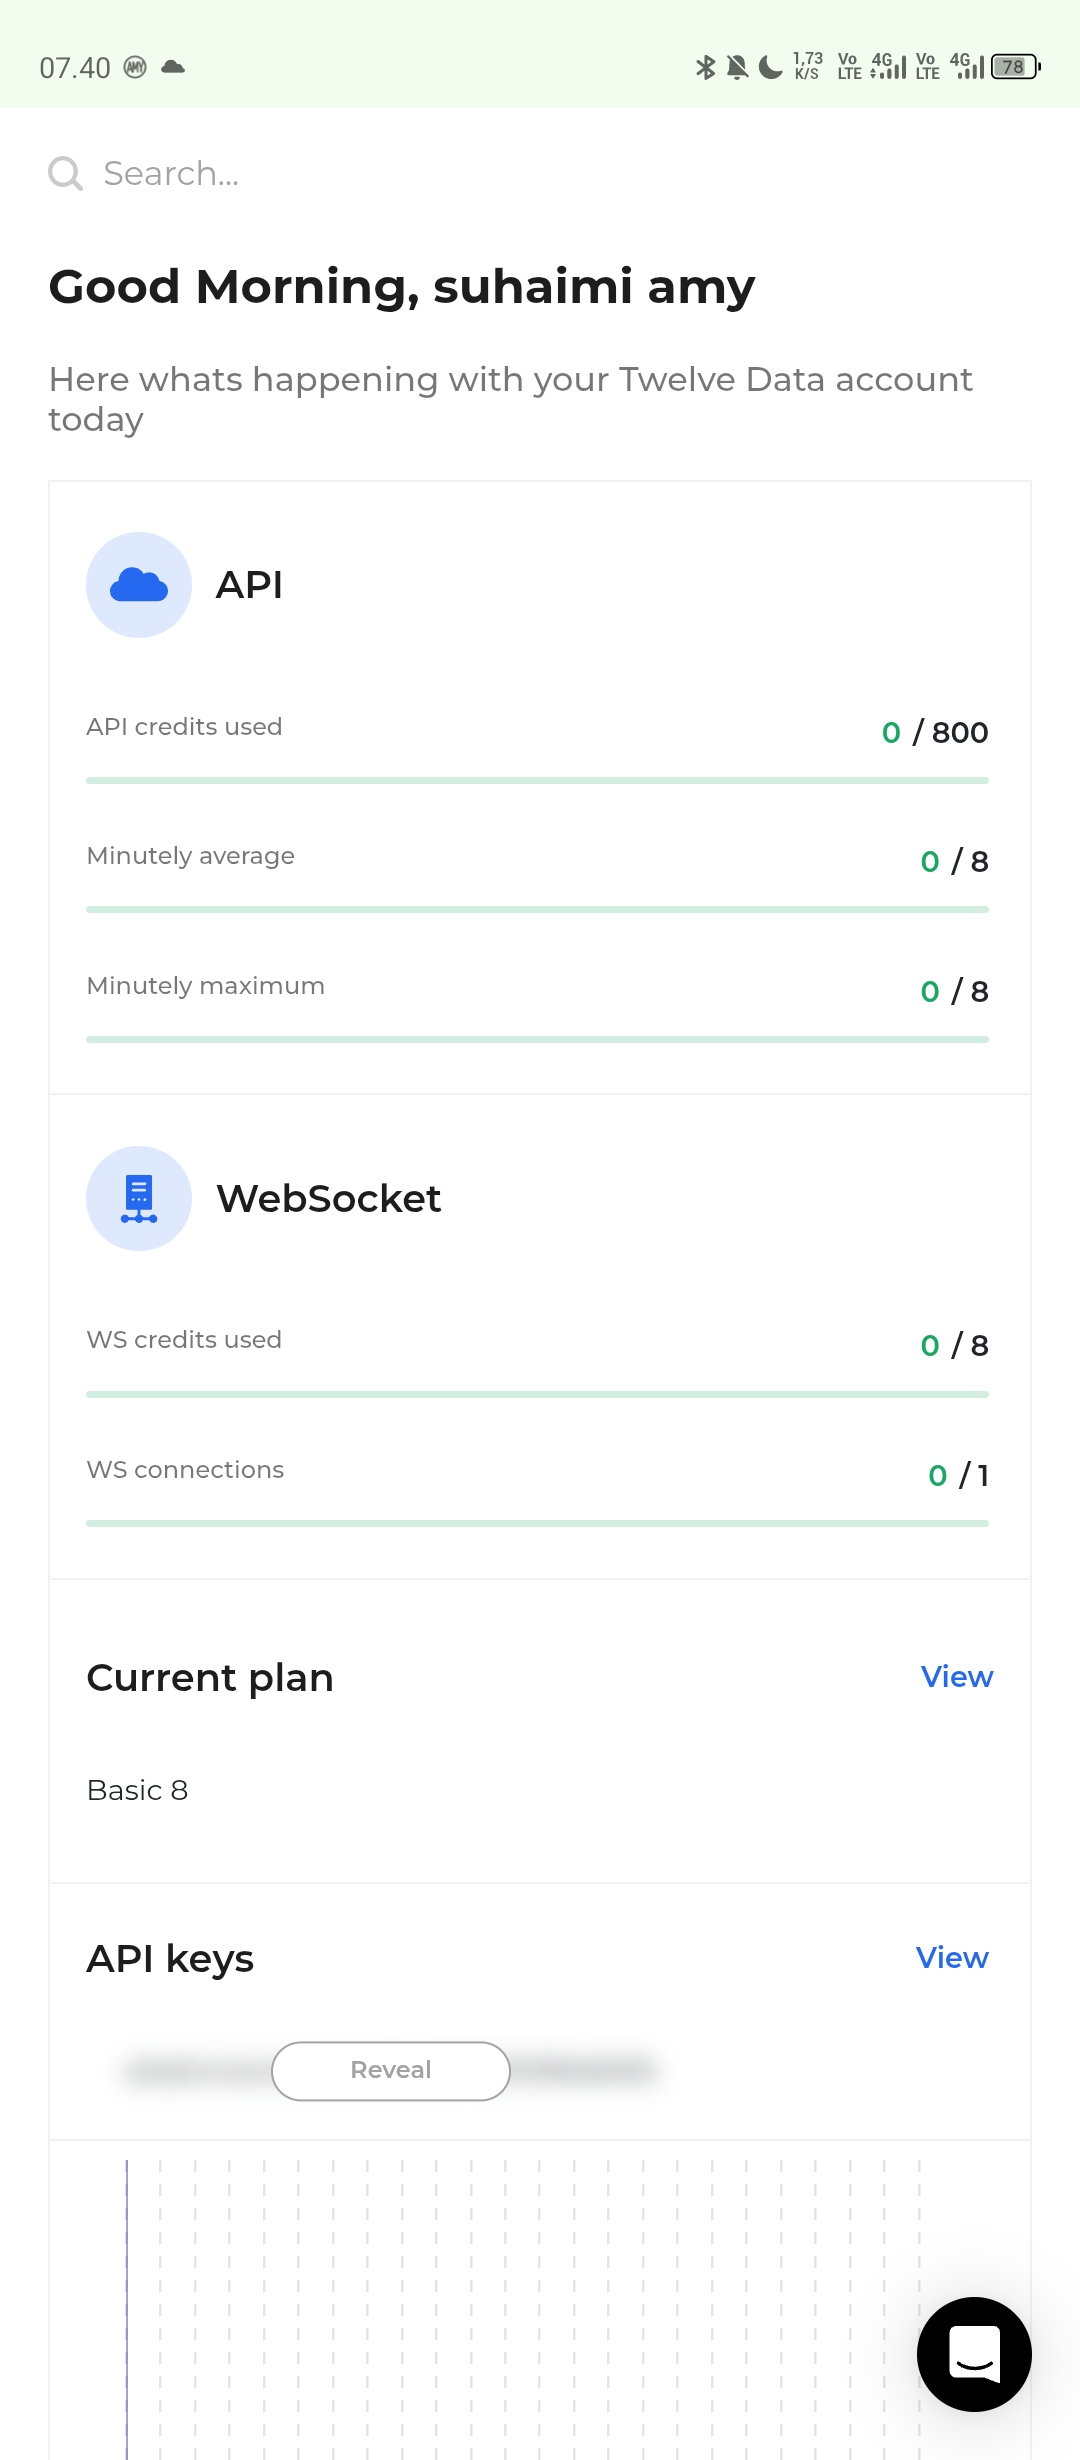 07.40 AMY 1,73 K/S Vo LTE 4G Vo LTE 4G 78
Search...
Good Morning, suhaimi amy
Here whats happening with your Twelve Data account
today
API
API credits used 0 / 800
Minutely average 0 / 8
Minutely maximum 0 / 8
WebSocket
WS credits used 0 / 8
WS connections 0 / 1
Current plan View
Basic 8
API keys View
Reveal